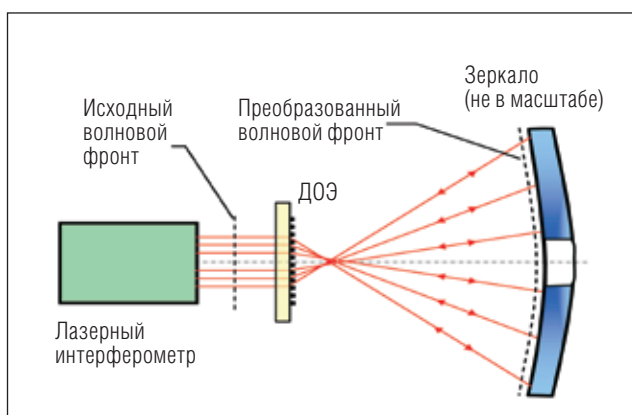 Исходный
волновой
фронт
Преобразованный
волновой фронт
Зеркало
(не в масштабе)
ДОЭ
Лазерный
интерферометр